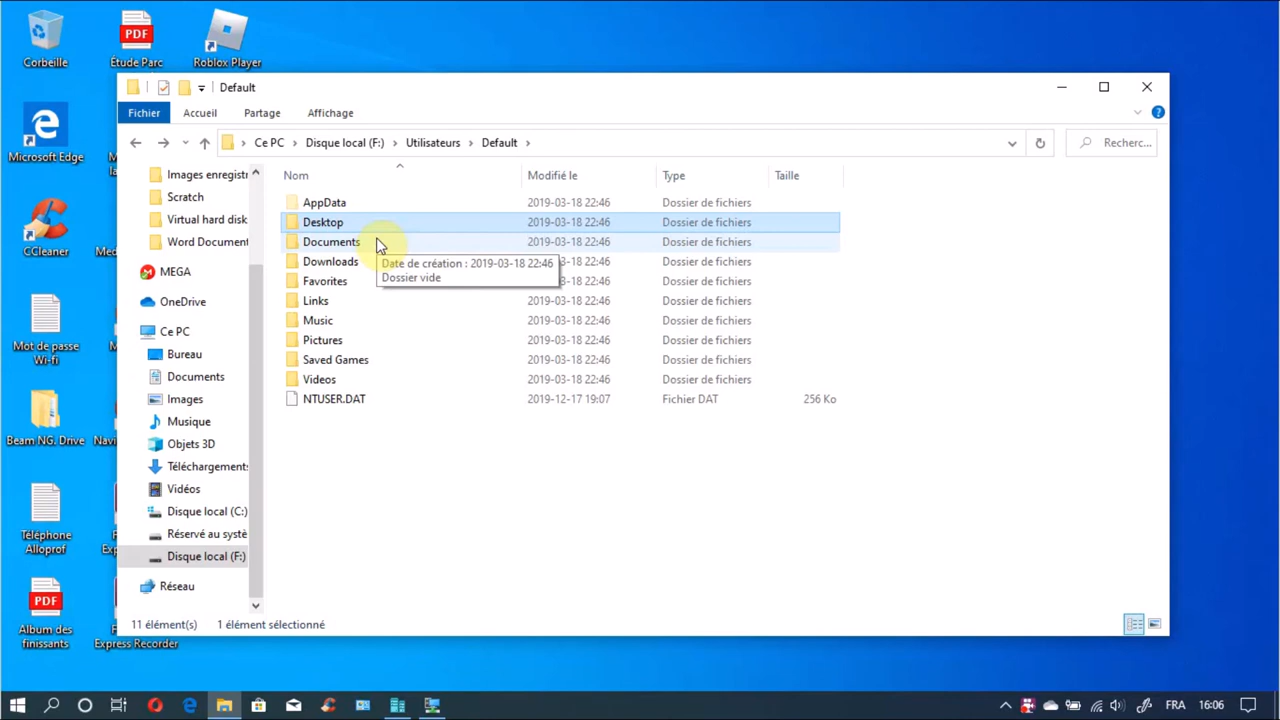 Corbeille
Étude Parc
Roblox Player
Default
Fichier
Accueil
Partage
Affichage
Ce PC
Disque local (F:)
Utilisateurs
Default
Recherc...
Microsoft Edge
CCleaner
Mot de passe
Wi-fi
Beam NG. Drive
Téléphone
Alloprof
Album des
finissants
Express Recorder
Images enregistr
Scratch
Virtual hard disk
Word Document
MEGA
OneDrive
Ce PC
Bureau
Documents
Images
Musique
Objets 3D
Téléchargements
Vidéos
Disque local (C:)
Réservé au systè
Disque local (F:)
Réseau
Nom Modifié le Type Taille
AppData 2019-03-18 22:46 Dossier de fichiers
Desktop 2019-03-18 22:46 Dossier de fichiers
Documents 2019-03-18 22:46 Dossier de fichiers
Downloads 3-18 22:46 Dossier de fichiers
Date de création : 2019-03-18 22:46
Dossier vide
Favorites 3-18 22:46 Dossier de fichiers
Links 2019-03-18 22:46 Dossier de fichiers
Music 2019-03-18 22:46 Dossier de fichiers
Pictures 2019-03-18 22:46 Dossier de fichiers
Saved Games 2019-03-18 22:46 Dossier de fichiers
Videos 2019-03-18 22:46 Dossier de fichiers
NTUSER.DAT 2019-12-17 19:07 Fichier DAT 256 Ko
11 élément(s) 1 élément sélectionné
FRA 16:06